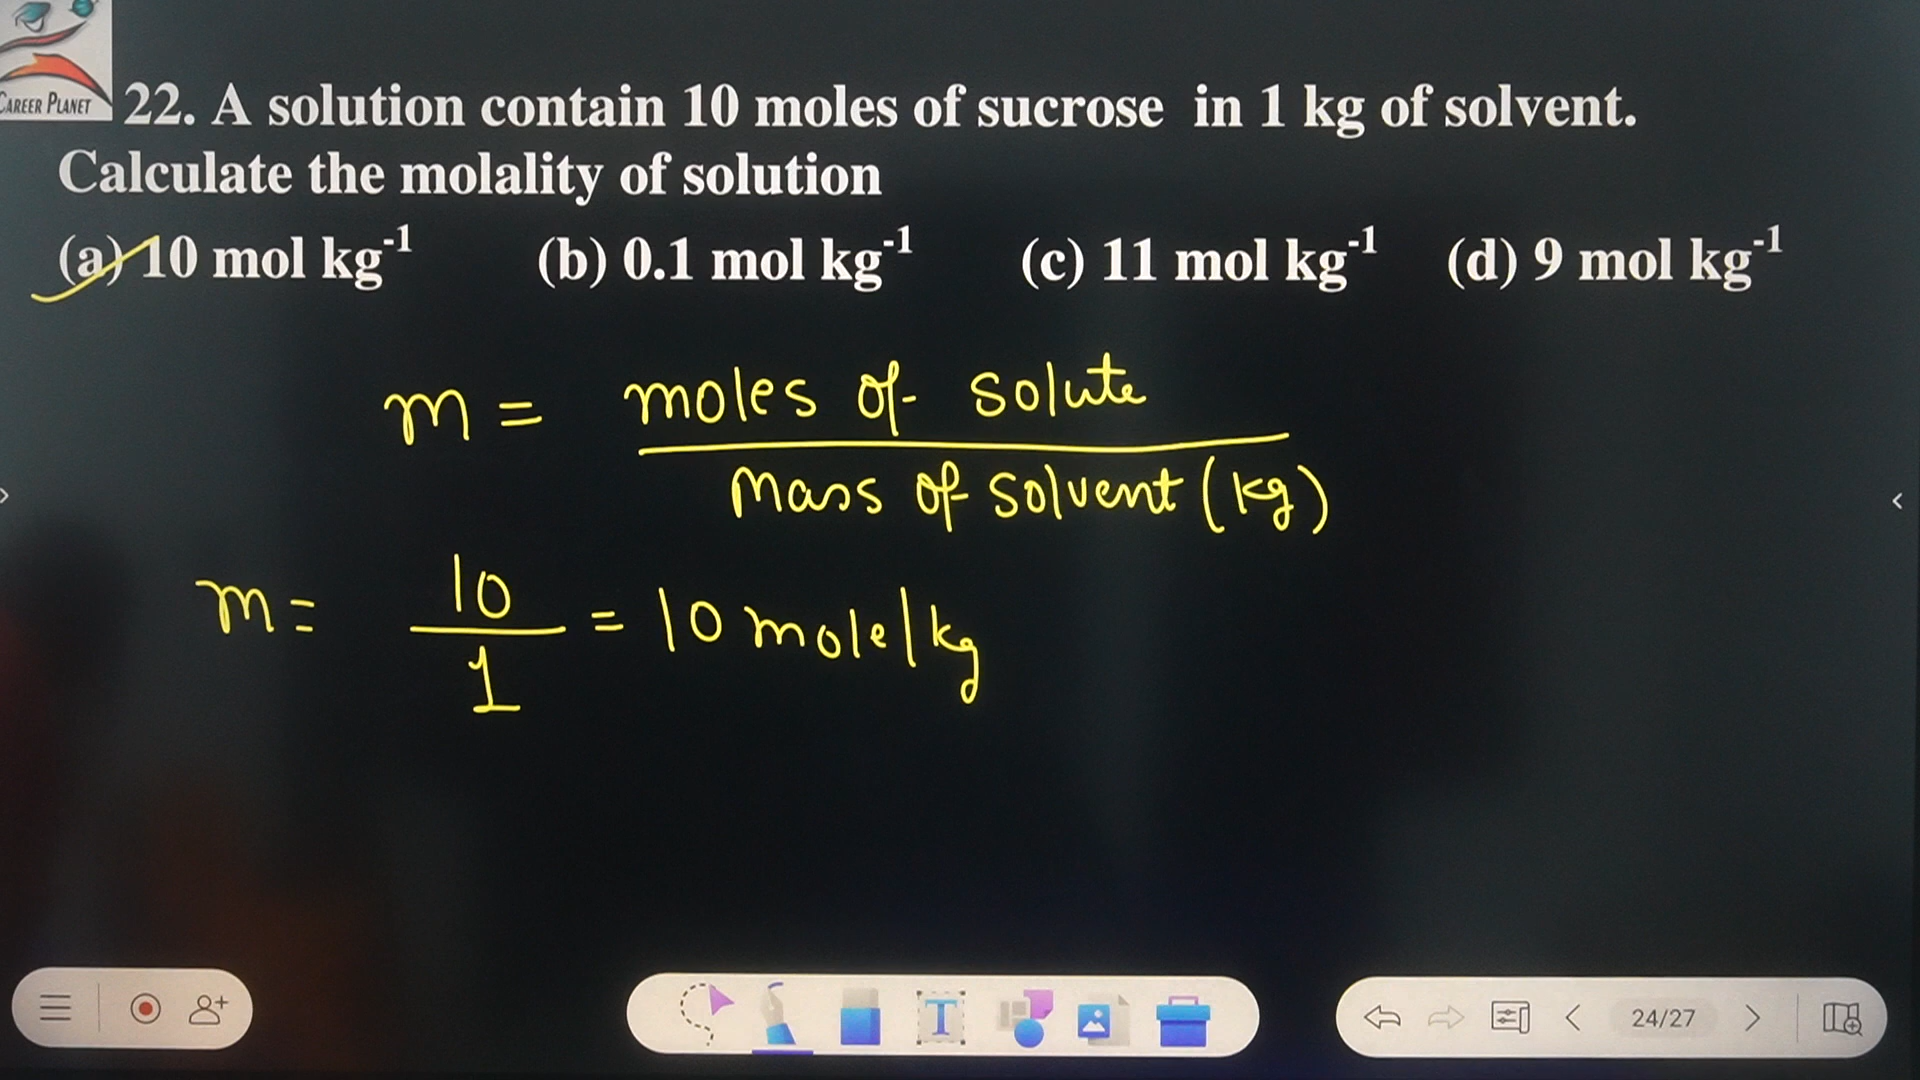 CAREER PLANET
22. A solution contain 10 moles of sucrose in 1 kg of solvent.
Calculate the molality of solution
(a) 10 mol kg⁻¹ (b) 0.1 mol kg⁻¹ (c) 11 mol kg⁻¹ (d) 9 mol kg⁻¹
m = moles of solute
mass of solvent (kg)
m = 10 = 10 mole/kg
1
24/27